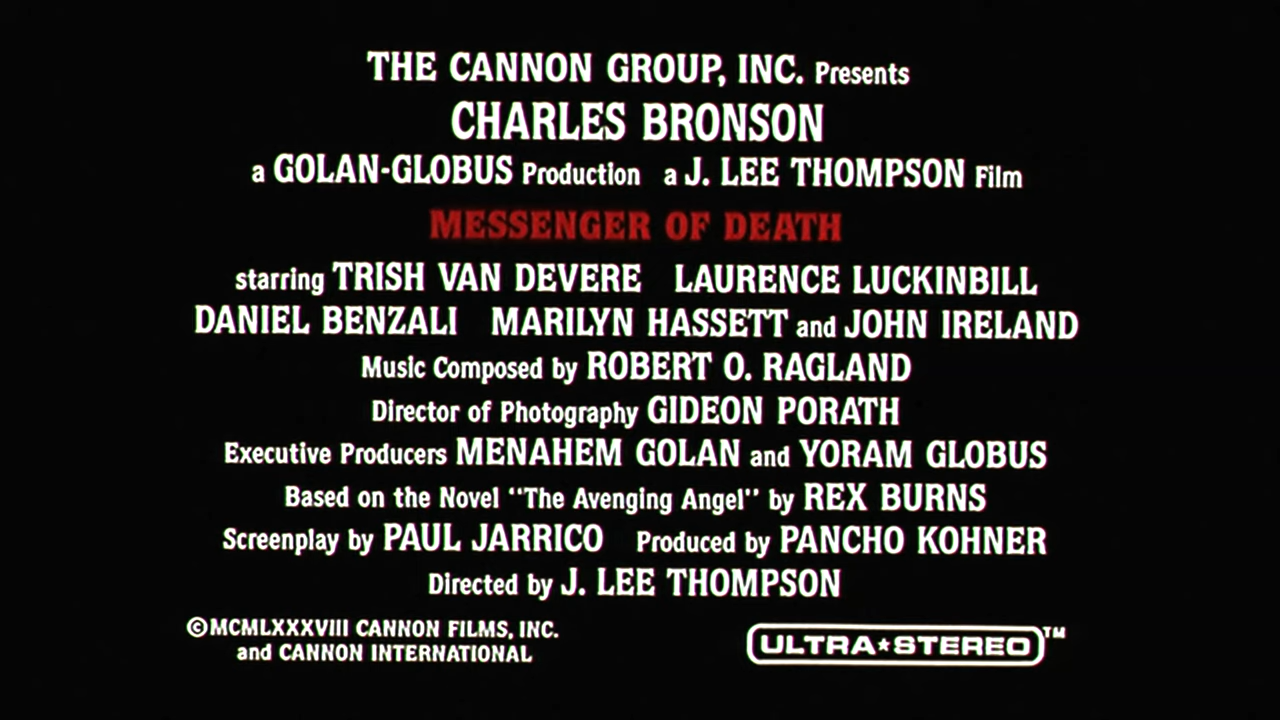 THE CANNON GROUP, INC. Presents
CHARLES BRONSON
a GOLAN-GLOBUS Production a J. LEE THOMPSON Film
MESSENGER OF DEATH
starring TRISH VAN DEVERE LAURENCE LUCKINBILL
DANIEL BENZALI MARILYN HASSETT and JOHN IRELAND
Music Composed by ROBERT O. RAGLAND
Director of Photography GIDEON PORATH
Executive Producers MENAHEM GOLAN and YORAM GLOBUS
Based on the Novel "The Avenging Angel" by REX BURNS
Screenplay by PAUL JARRICO Produced by PANCHO KOHNER
Directed by J. LEE THOMPSON
©MCMLXXXVIII CANNON FILMS, INC.
and CANNON INTERNATIONAL
ULTRA★STEREO™